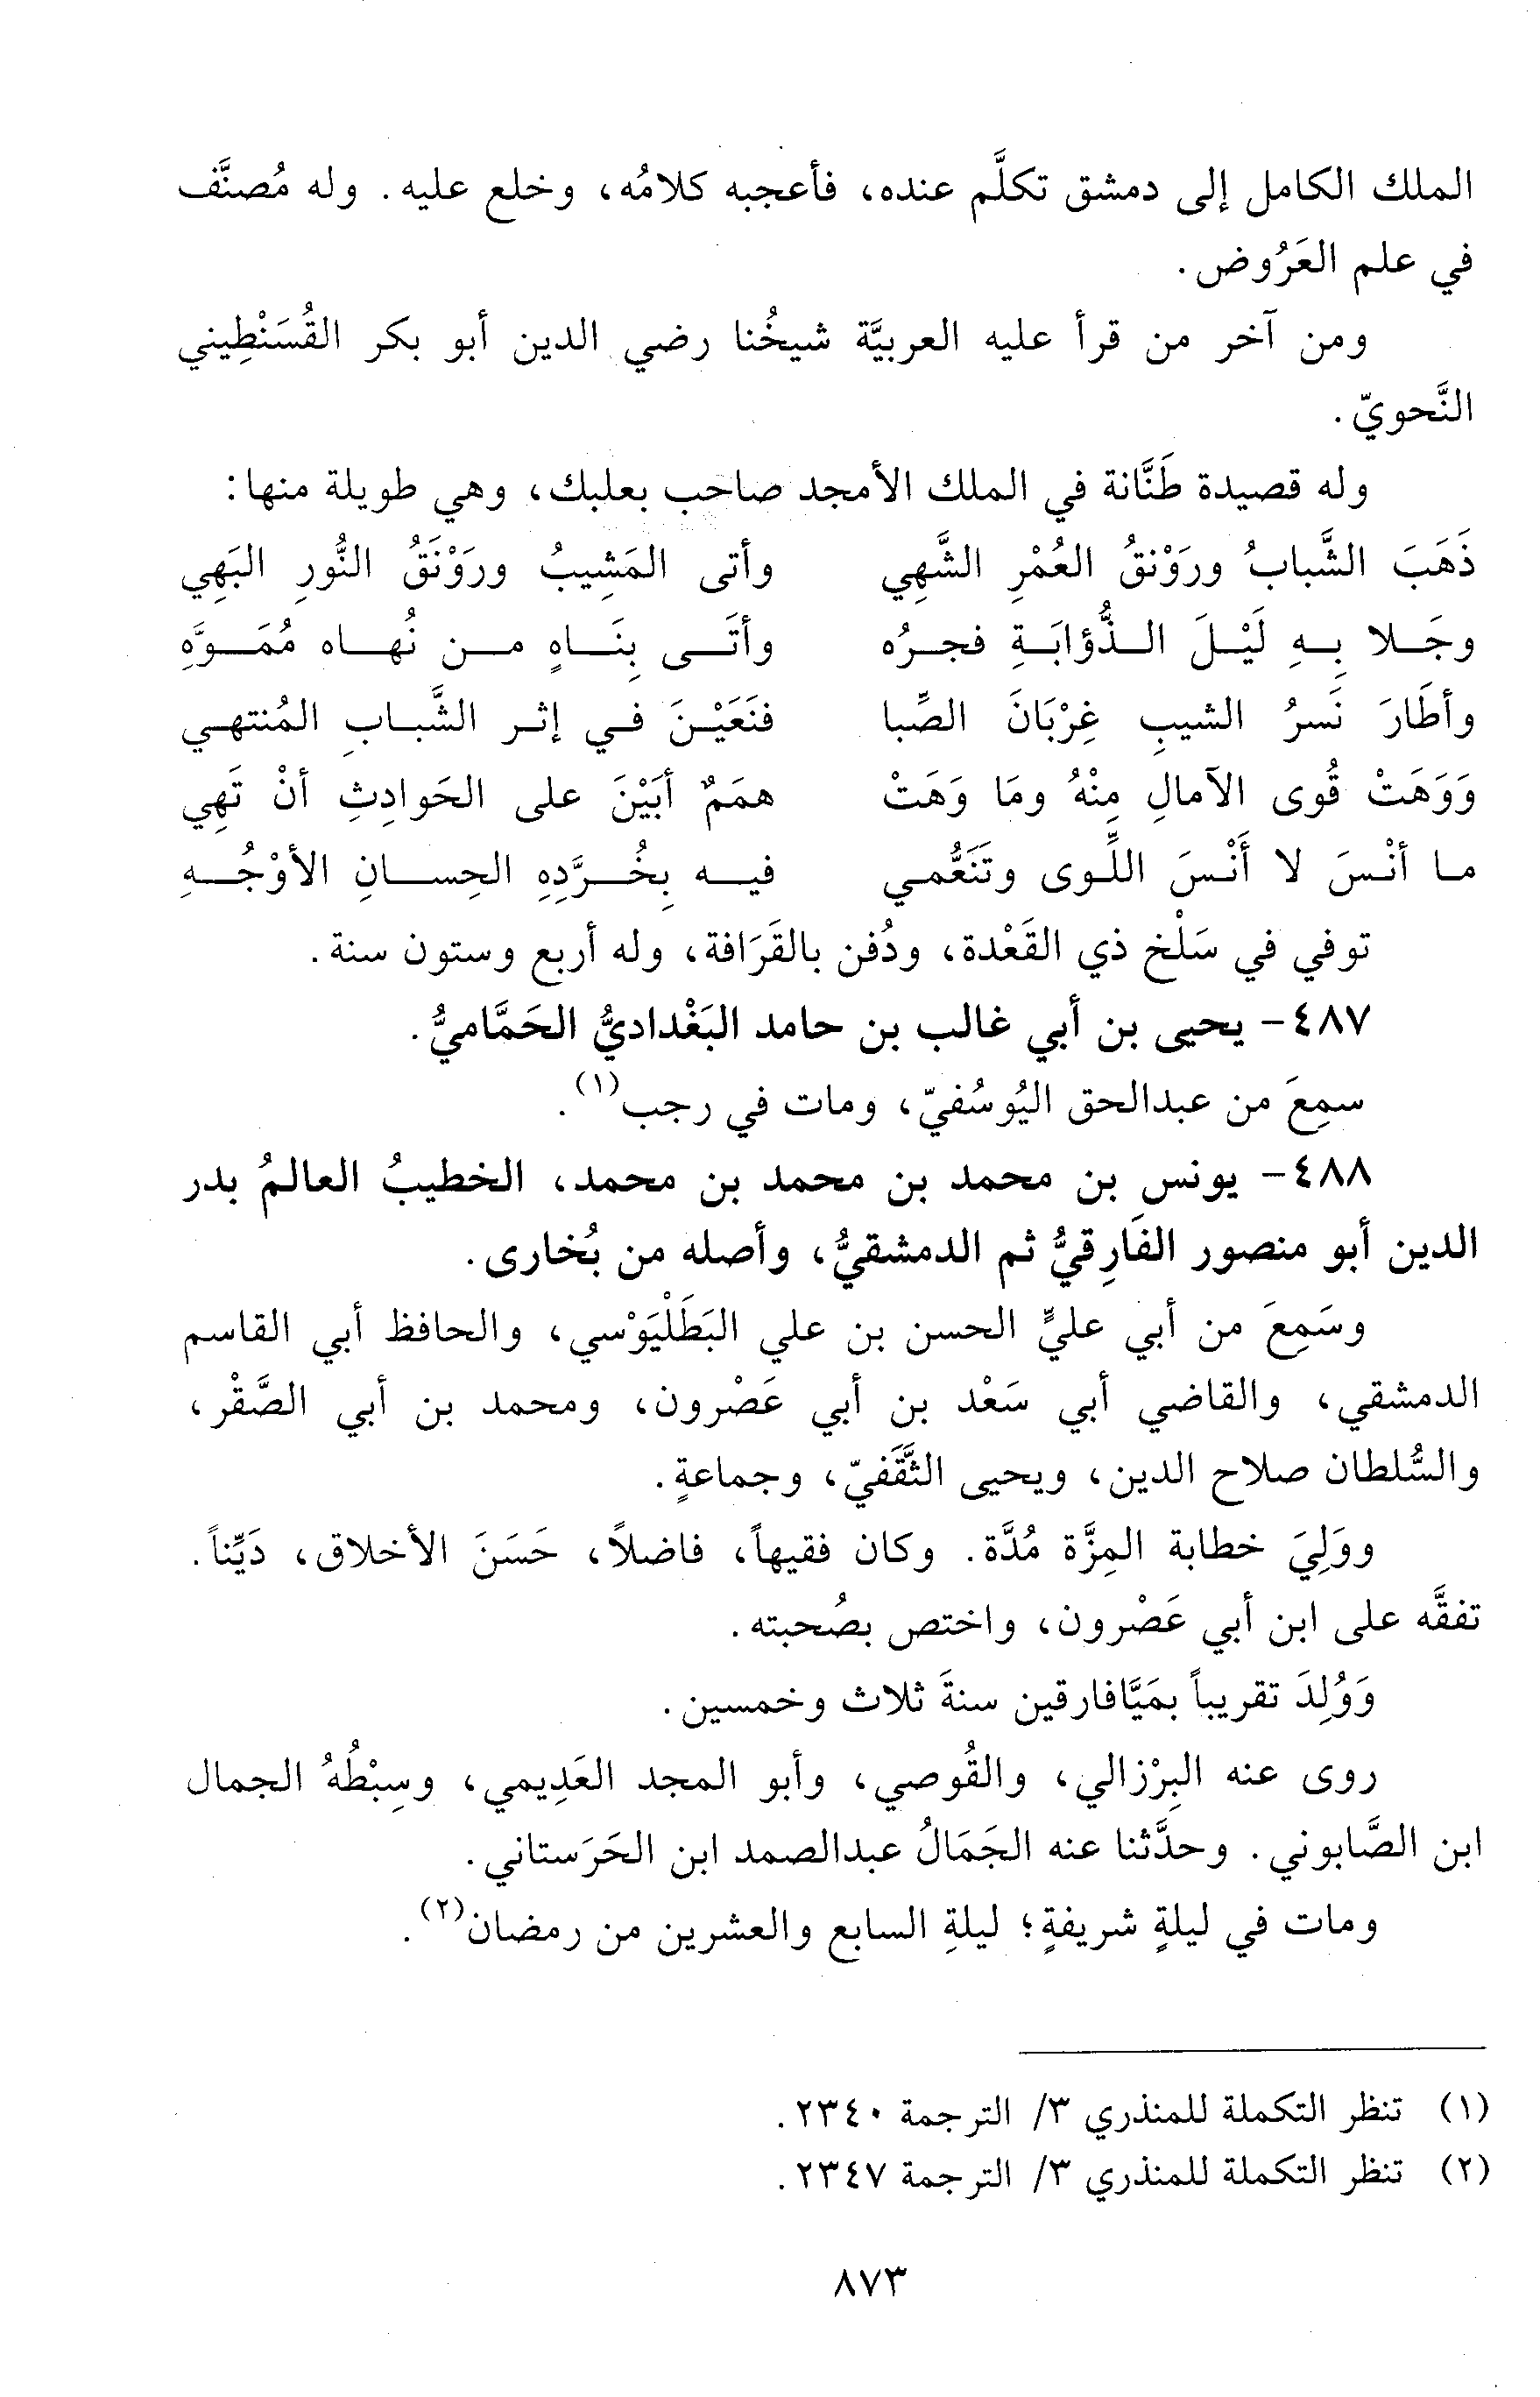 الملك الكامل إلى دمشق تكلَّم عنده، فأعجبه كلامُه، وخلع عليه. وله مُصنَّف
في علم العَرُوض.
ومن آخر من قرأ عليه العربيَّة شيخُنا رضي الدين أبو بكر القُسَنْطِيني
النَّحويّ.
وله قصيدة طَنَّانة في الملك الأمجد صاحب بعلبك، وهي طويلة منها:
ذَهَبَ الشَّبابُ ورَوْنقُ العُمْرِ الشَّهِي وأتى المَشِيبُ ورَوْنَقُ النُّورِ البَهِي
وجَلا بِهِ لَيْلَ الذُّؤابَةِ فجرُه وأتَى بِنَاهٍ من نُهاه مُمَوَّهِ
وأطَارَ نَسرُ الشيبِ غِرْبَانَ الصِّبا فنَعَيْنَ في إثر الشَّبابِ المُنتهي
وَوَهَتْ قُوى الآمالِ مِنْهُ ومَا وَهَتْ هممٌ أبَيْنَ على الحَوادِثِ أنْ تَهِي
ما أنْسَ لا أَنْسَ اللِّوى وتَنَعُّمي فيه بِخُرَّدِهِ الحِسانِ الأوْجُهِ
توفي في سَلْخ ذي القَعْدة، ودُفن بالقَرَافة، وله أربع وستون سنة.
٤٨٧- يحيى بن أبي غالب بن حامد البَغْداديُّ الحَمَّاميُّ.
سمِعَ من عبدالحق اليُوسُفيّ، ومات في رجب(١).
٤٨٨- يونس بن محمد بن محمد بن محمد، الخطيبُ العالمُ بدر
الدين أبو منصور الفَارِقيُّ ثم الدمشقيُّ، وأصله من بُخارى.
وسَمِعَ من أبي عليٍّ الحسن بن علي البَطَلْيَوْسي، والحافظ أبي القاسم
الدمشقي، والقاضي أبي سَعْد بن أبي عَصْرون، ومحمد بن أبي الصَّقْر،
والسُّلطان صلاح الدين، ويحيى الثَّقَفيّ، وجماعةٍ.
ووَلِيَ خطابة المِزَّة مُدَّة. وكان فقيهاً، فاضلاً، حَسَنَ الأخلاق، دَيِّناً.
تفقَّه على ابن أبي عَصْرون، واختص بصُحبته.
وَوُلِدَ تقريباً بمَيَّافارقين سنةَ ثلاث وخمسين.
روى عنه البِرْزالي، والقُوصي، وأبو المجد العَدِيمي، وسِبْطُهُ الجمال
ابن الصَّابوني. وحدَّثنا عنه الجَمَالُ عبدالصمد ابن الحَرَستاني.
ومات في ليلةٍ شريفةٍ؛ ليلةِ السابع والعشرين من رمضان(٢).
(١) تنظر التكملة للمنذري ٣/ الترجمة ٢٣٤٠.
(٢) تنظر التكملة للمنذري ٣/ الترجمة ٢٣٤٧.
٨٧٣